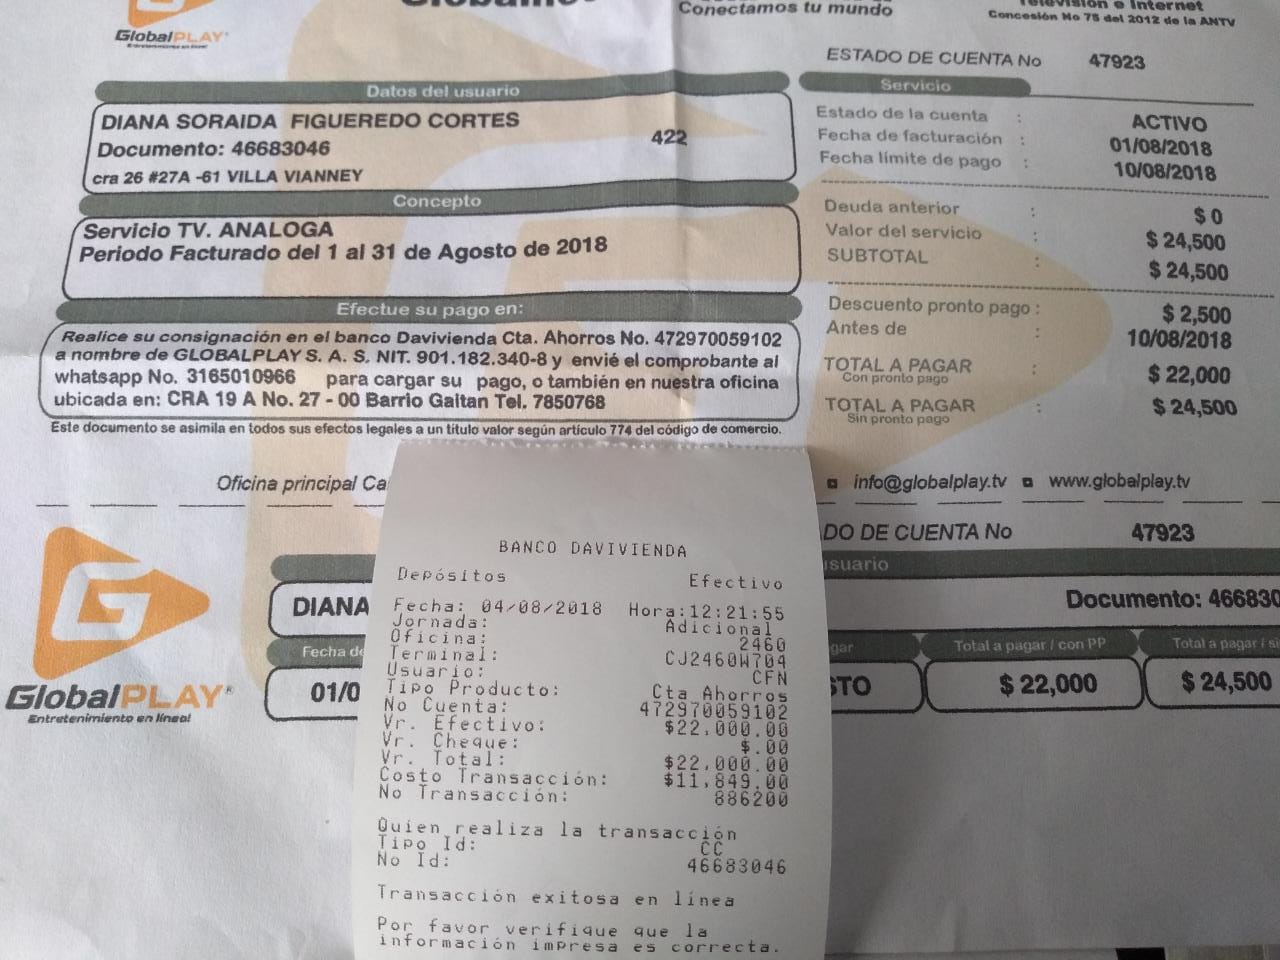 Conectamos tu mundo
Televisión e Internet
Concesión No 75 del 2012 de la ANTV
GlobalPLAY
Entretenimiento en línea!
ESTADO DE CUENTA No 47923
Datos del usuario
DIANA SORAIDA FIGUEREDO CORTES
422
Documento: 46683046
cra 26 #27A -61 VILLA VIANNEY
Concepto
Servicio TV. ANALOGA
Periodo Facturado del 1 al 31 de Agosto de 2018
Efectue su pago en:
Realice su consignación en el banco Davivienda Cta. Ahorros No. 472970059102
a nombre de GLOBALPLAY S. A. S. NIT. 901.182.340-8 y envié el comprobante al
whatsapp No. 3165010966 para cargar su pago, o también en nuestra oficina
ubicada en: CRA 19 A No. 27 - 00 Barrio Gaitan Tel. 7850768
Este documento se asimila en todos sus efectos legales a un titulo valor según artículo 774 del código de comercio.
Servicio
Estado de la cuenta : ACTIVO
Fecha de facturación : 01/08/2018
Fecha límite de pago : 10/08/2018
Deuda anterior : $ 0
Valor del servicio : $ 24,500
SUBTOTAL : $ 24,500
Descuento pronto pago : $ 2,500
Antes de : 10/08/2018
TOTAL A PAGAR : $ 22,000
Con pronto pago
TOTAL A PAGAR : $ 24,500
Sin pronto pago
Oficina principal Ca
info@globalplay.tv www.globalplay.tv
DO DE CUENTA No 47923
GlobalPLAY®
Entretenimiento en línea!
suario
DIANA
Documento: 466830
Fecha de
gar
Total a pagar / con PP
Total a pagar / si
01/0
STO
$ 22,000
$ 24,500
BANCO DAVIVIENDA
Depósitos Efectivo
Fecha: 04/08/2018 Hora:12:21:55
Jornada: Adicional
Oficina: 2460
Terminal: CJ2460W704
Usuario: CFN
Tipo Producto: Cta Ahorros
No Cuenta: 472970059102
Vr. Efectivo: $22,000.00
Vr. Cheque: $.00
Vr. Total: $22,000.00
Costo Transacción: $11,849.00
No Transacción: 886200
Quien realiza la transacción
Tipo Id: CC
No Id: 46683046
Transacción exitosa en línea
Por favor verifique que la
información impresa es correcta.